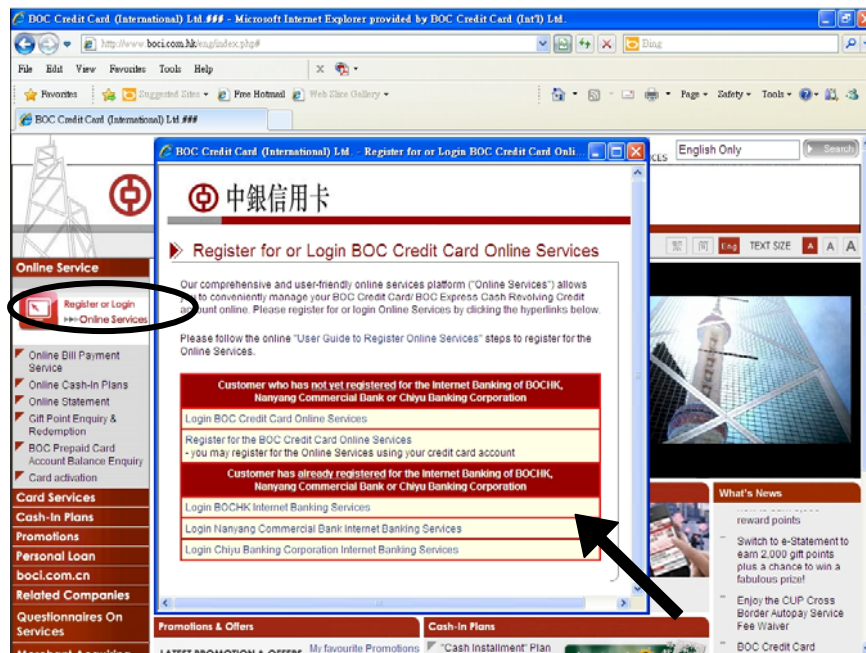 BOC Credit Card (International) Ltd.### - Microsoft Internet Explorer provided by BOC Credit Card (Int'l) Ltd.
http://www.boci.com.hk/eng/index.php#
Bing
File Edit View Favorites Tools Help
Favorites Suggested Sites Free Hotmail Web Slice Gallery
Page Safety Tools
BOC Credit Card (International) Ltd.###
English Only
Search
繁 简 Eng TEXT SIZE A A A
Online Service
Register or Login
Online Services
Online Bill Payment
Service
Online Cash-In Plans
Online Statement
Gift Point Enquiry &
Redemption
BOC Prepaid Card
Account Balance Enquiry
Card activation
Card Services
Cash-In Plans
Promotions
Personal Loan
boci.com.cn
Related Companies
Questionnaires On
Services
Merchant Acquiring
BOC Credit Card (International) Ltd. - Register for or Login BOC Credit Card Onli...
中銀信用卡
Register for or Login BOC Credit Card Online Services
Our comprehensive and user-friendly online services platform ("Online Services") allows
to conveniently manage your BOC Credit Card/ BOC Express Cash Revolving Credit
account online. Please register for or login Online Services by clicking the hyperlinks below.
Please follow the online "User Guide to Register Online Services" steps to register for the
Online Services.
Customer who has not yet registered for the Internet Banking of BOCHK,
Nanyang Commercial Bank or Chiyu Banking Corporation
Login BOC Credit Card Online Services
Register for the BOC Credit Card Online Services
- you may register for the Online Services using your credit card account
Customer has already registered for the Internet Banking of BOCHK,
Nanyang Commercial Bank or Chiyu Banking Corporation
Login BOCHK Internet Banking Services
Login Nanyang Commercial Bank Internet Banking Services
Login Chiyu Banking Corporation Internet Banking Services
Promotions & Offers
LATEST PROMOTION & OFFERS
My favourite Promotions
Cash-In Plans
"Cash Installment" Plan
What's News
reward points
Switch to e-Statement to
earn 2,000 gift points
plus a chance to win a
fabulous prize!
Enjoy the CUP Cross
Border Autopay Service
Fee Waiver
BOC Credit Card